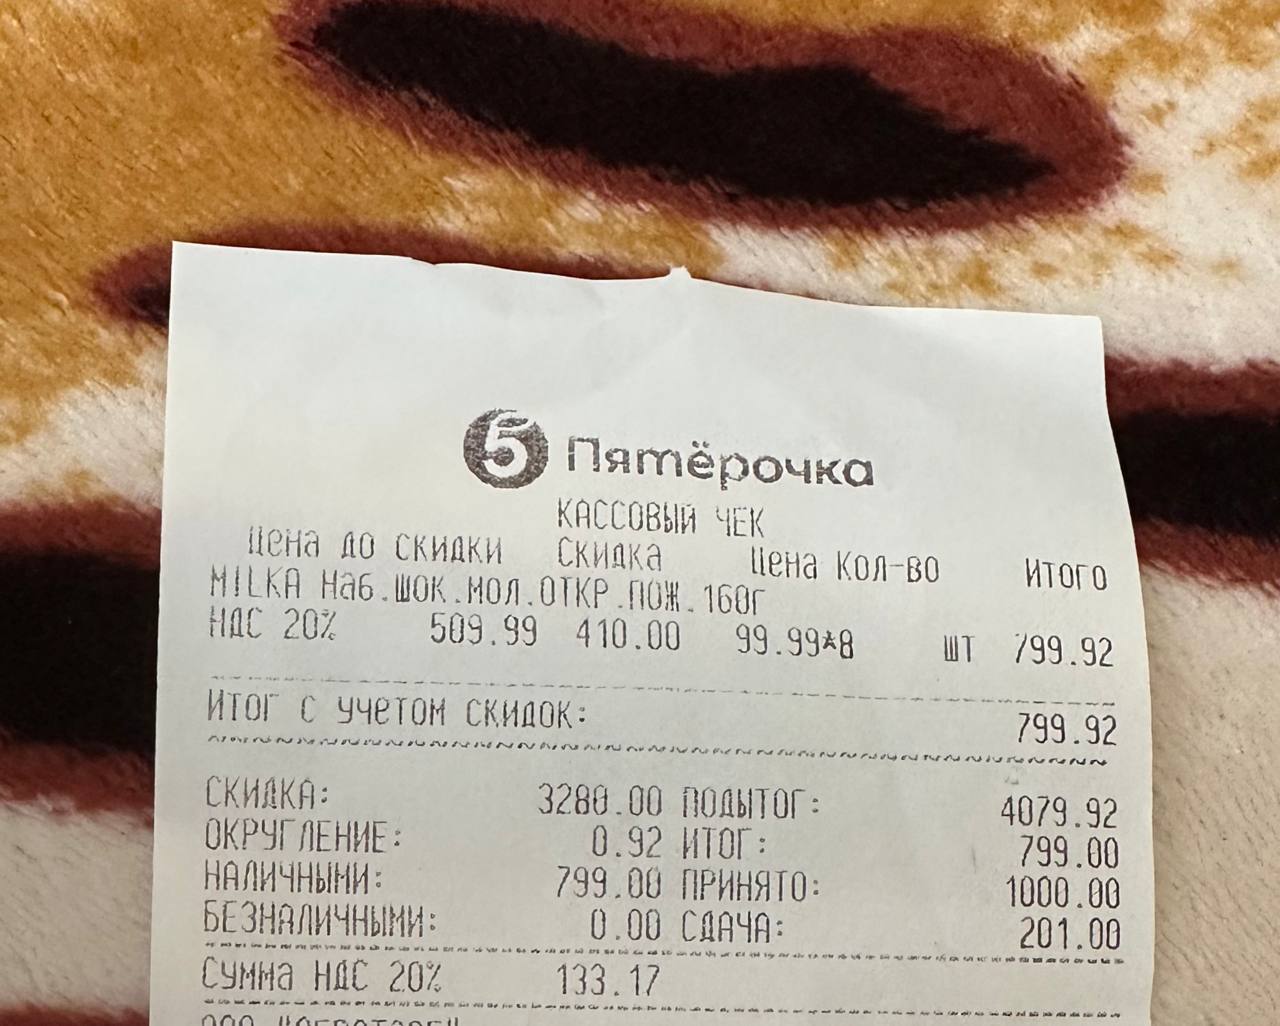 5 Пятёрочка
КАССОВЫЙ ЧЕК
Цена до скидки Скидка Цена Кол-во Итого
MILKA Наб.ШОК.МОЛ.ОТКР.ПОЖ.160Г
НДС 20% 509.99 410.00 99.99*8 ШТ 799.92
Итог с учетом скидок: 799.92
СКИДКА: 3280.00 ПОДЫТОГ: 4079.92
ОКРУГЛЕНИЕ: 0.92 ИТОГ: 799.00
НАЛИЧНЫМИ: 799.00 ПРИНЯТО: 1000.00
БЕЗНАЛИЧНЫМИ: 0.00 СДАЧА: 201.00
Сумма НДС 20% 133.17